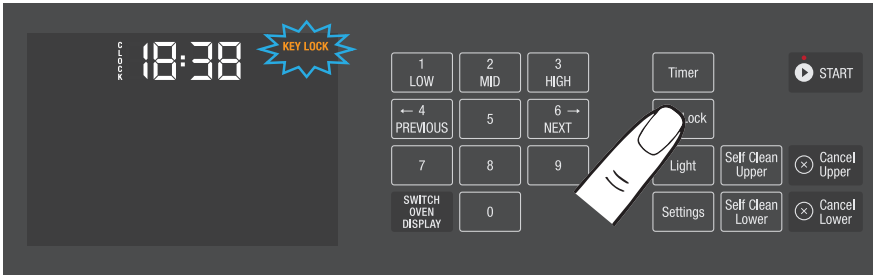 CLOCK
18:38
KEY LOCK
1
LOW
2
MID
3
HIGH
← 4
PREVIOUS
5
6 →
NEXT
7
8
9
SWITCH
OVEN
DISPLAY
0
Timer
Lock
Light
Settings
Self Clean
Upper
Self Clean
Lower
START
Cancel
Upper
Cancel
Lower